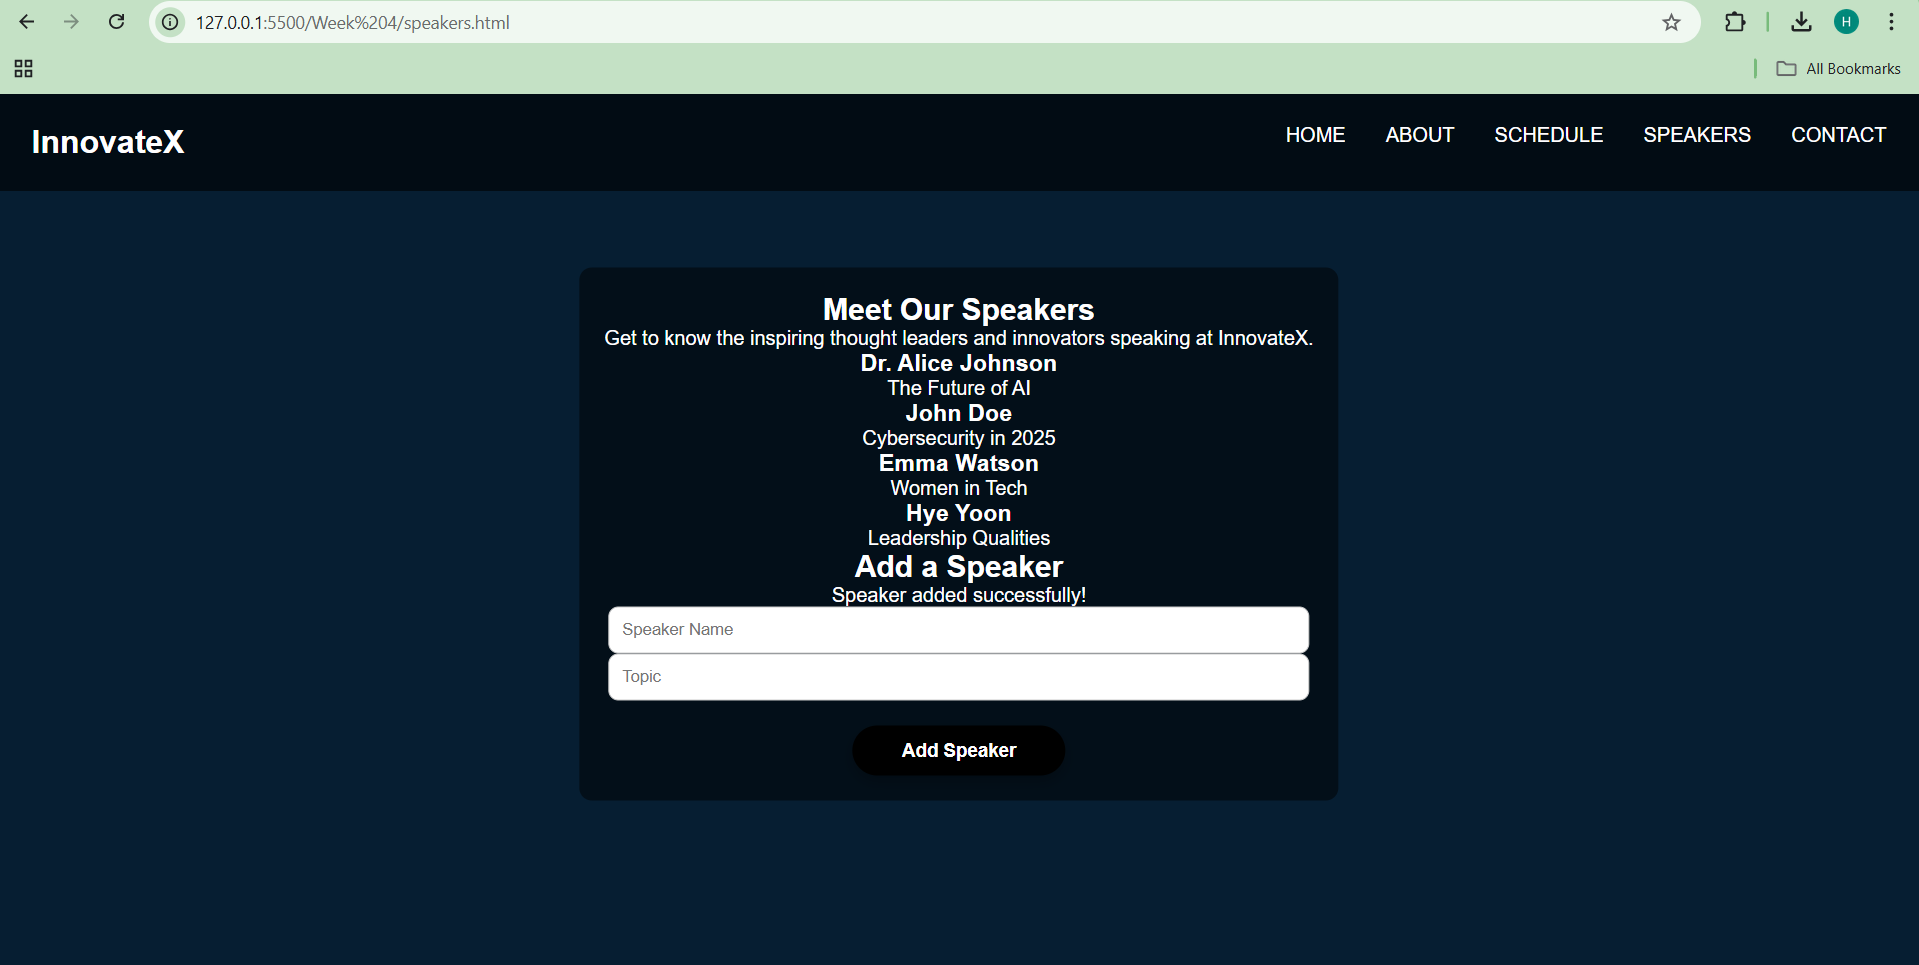 127.0.0.1:5500/Week%204/speakers.html
H
All Bookmarks
InnovateX
HOME ABOUT SCHEDULE SPEAKERS CONTACT
Meet Our Speakers
Get to know the inspiring thought leaders and innovators speaking at InnovateX.
Dr. Alice Johnson
The Future of AI
John Doe
Cybersecurity in 2025
Emma Watson
Women in Tech
Hye Yoon
Leadership Qualities
Add a Speaker
Speaker added successfully!
Speaker Name
Topic
Add Speaker